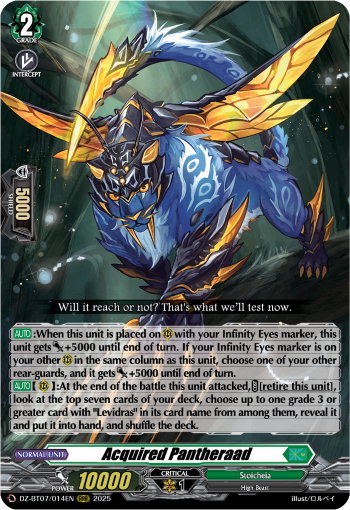 2
GRADE
INTERCEPT
5000
SHIELD
Will it reach or not? That's what we'll test now.
AUTO:When this unit is placed on with your Infinity Eyes marker, this
unit gets +5000 until end of turn. If your Infinity Eyes marker is on
your other in the same column as this unit, choose one of your other
rear-guards, and it gets +5000 until end of turn.
AUTO[ ]:At the end of the battle this unit attacked, [retire this unit],
look at the top seven cards of your deck, choose up to one grade 3 or
greater card with "Levidras" in its card name from among them, reveal it
and put it into hand, and shuffle the deck.
NORMAL UNIT
Acquired Pantheraad
POWER
10000
CRITICAL
1
Stoicheia
High Beast
D DZ-BT07/014EN RRR 2025
illust/ロルベイ